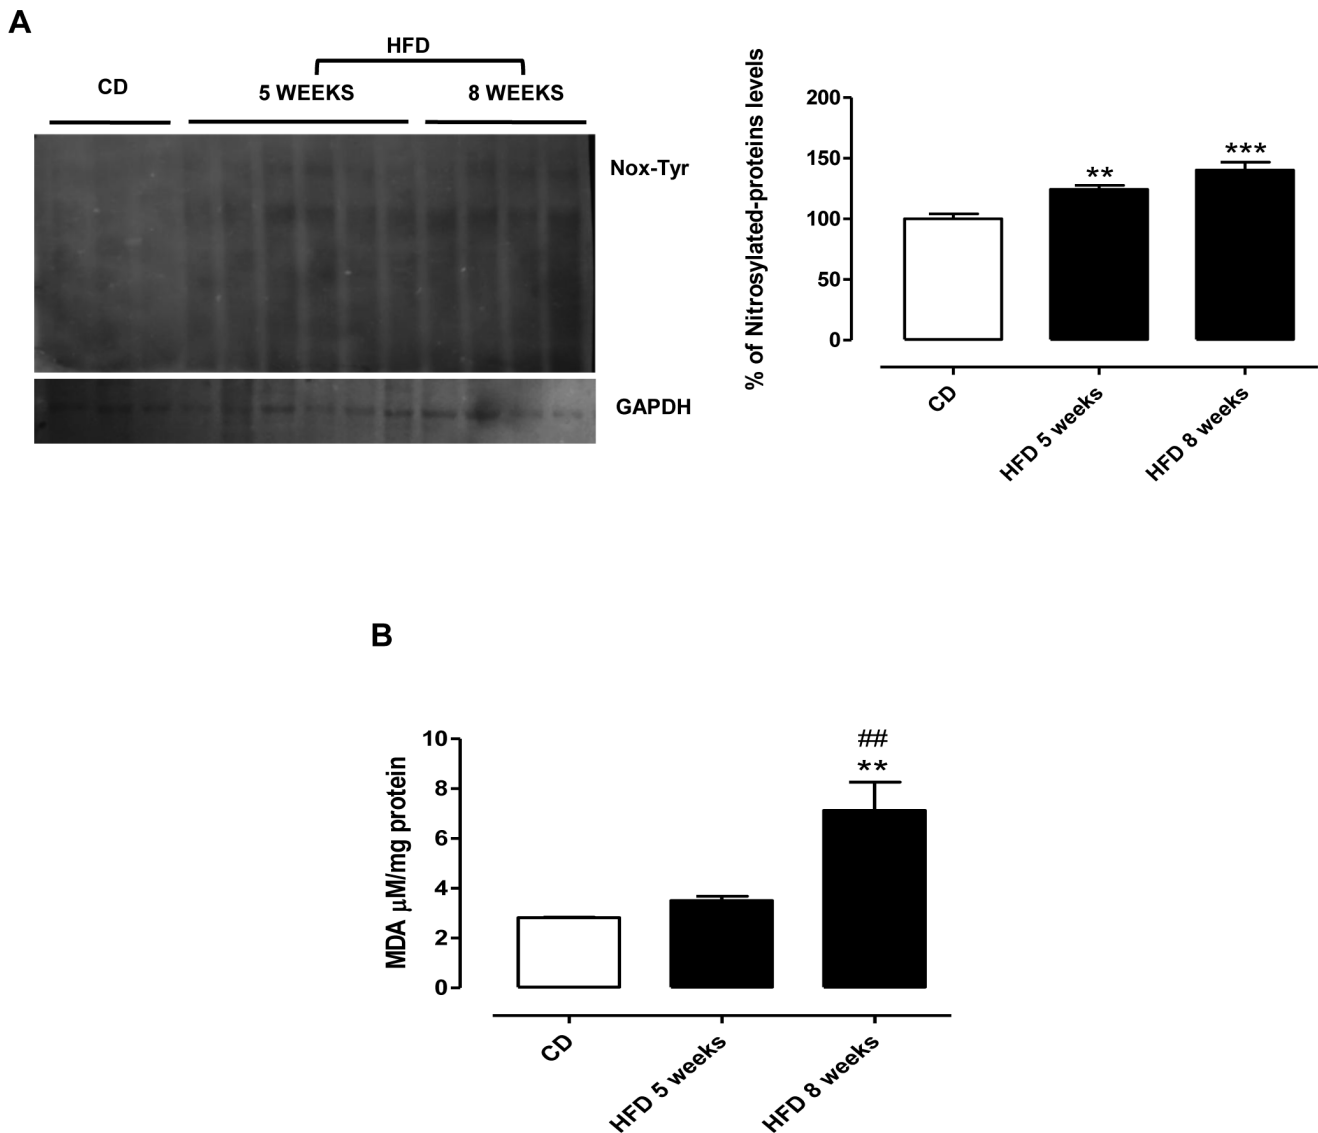 A
HFD
CD
5 WEEKS
8 WEEKS
Nox-Tyr
GAPDH
% of Nitrosylated-proteins levels
200
150
100
50
0
**
***
CD
HFD 5 weeks
HFD 8 weeks
B
MDA μM/mg protein
10
8
6
4
2
0
##
**
CD
HFD 5 weeks
HFD 8 weeks